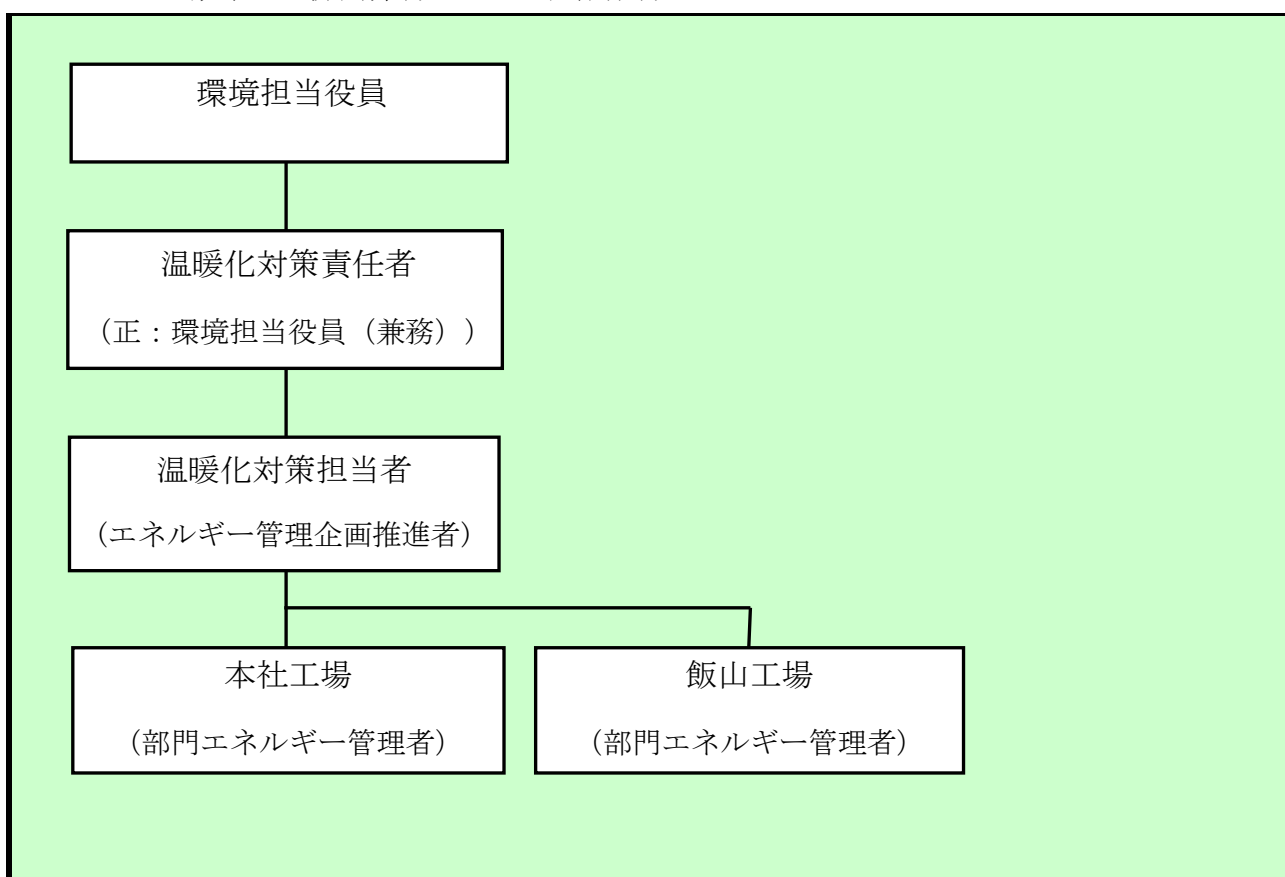 環境担当役員
温暖化対策責任者
（正：環境担当役員（兼務））
温暖化対策担当者
（エネルギー管理企画推進者）
本社工場
（部門エネルギー管理者）
飯山工場
（部門エネルギー管理者）